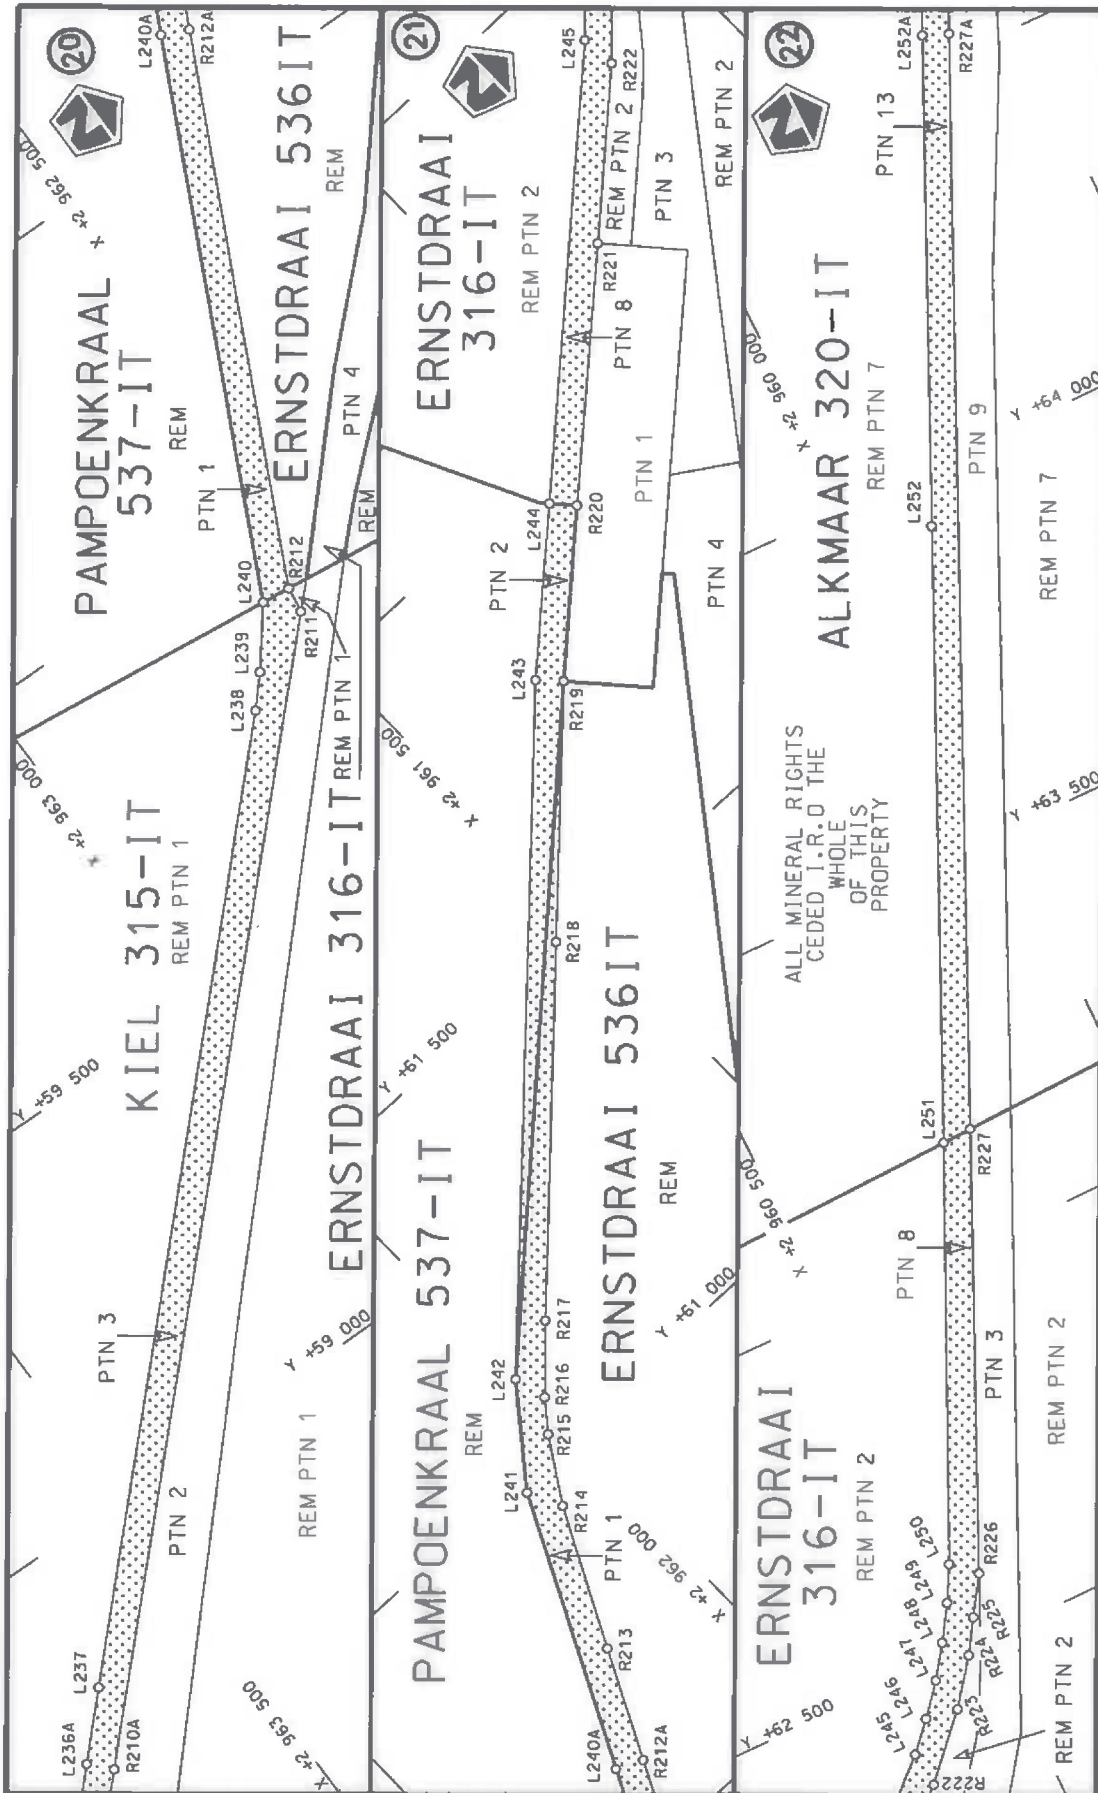 20
L240A
R212A
X +2 962 500
PAMPOENKRAAL
537-IT
REM
PTN 1
ERNSTDRAAI 536IT
REM
PTN 4
REM
L240
R212
R211
L239
L238
+2 963 000
X
KIEL 315-IT
REM PTN 1
REM PTN 1
ERNSTDRAAI 316-IT
Y +59 500
PTN 3
Y +59 000
PTN 2
REM PTN 1
L237
L236A
R210A
X +2 963 500
21
L245
R222
ERNSTDRAAI
316-IT
REM PTN 2
REM PTN 2
PTN 3
REM PTN 2
R221
PTN 8
PTN 1
L244
R220
PTN 2
PTN 4
L243
R219
X +2 961 500
R218
Y +61 500
PAMPOENKRAAL 537-IT
REM
ERNSTDRAAI 536IT
REM
Y +61 000
R217
L242
R216
R215
L241
R214
PTN 1
X +2 962 000
R213
L240A
R212A
22
L252A
R227A
PTN 13
X +2 960 000
ALKMAAR 320-IT
REM PTN 7
PTN 9
Y +64 000
L252
REM PTN 7
ALL MINERAL RIGHTS
CEDED I.R.O THE
WHOLE
OF THIS
PROPERTY
Y +63 500
L251
R227
X +2 960 500
PTN 8
PTN 3
REM PTN 2
ERNSTDRAAI
316-IT
REM PTN 2
L250
L249
L248
L247
L246
L245
R226
R225
R224
R223
R222
Y +62 500
REM PTN 2